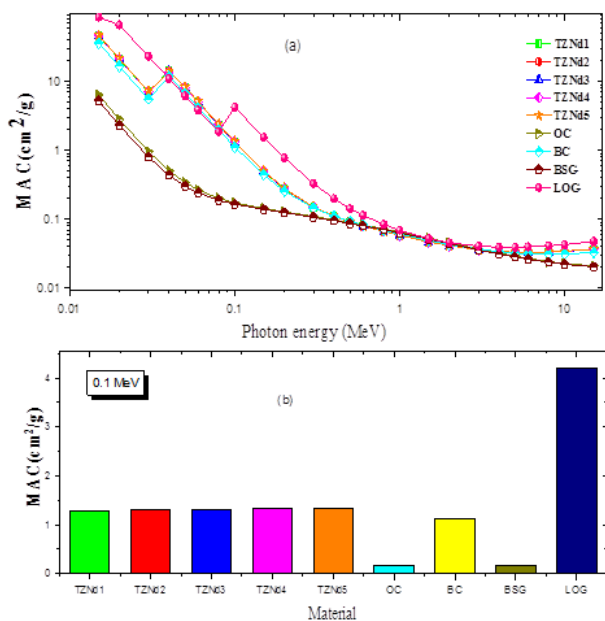 (a)
MAC(cm²/g)
10
1
0.1
0.01
0.01
0.1
1
10
Photon energy (MeV)
TZNd1
TZNd2
TZNd3
TZNd4
TZNd5
OC
BC
BSG
LOG
0.1 MeV
(b)
MAC(cm²/g)
4
3
2
1
0
TZNd1
TZNd2
TZNd3
TZNd4
TZNd5
OC
BC
BSG
LOG
Material